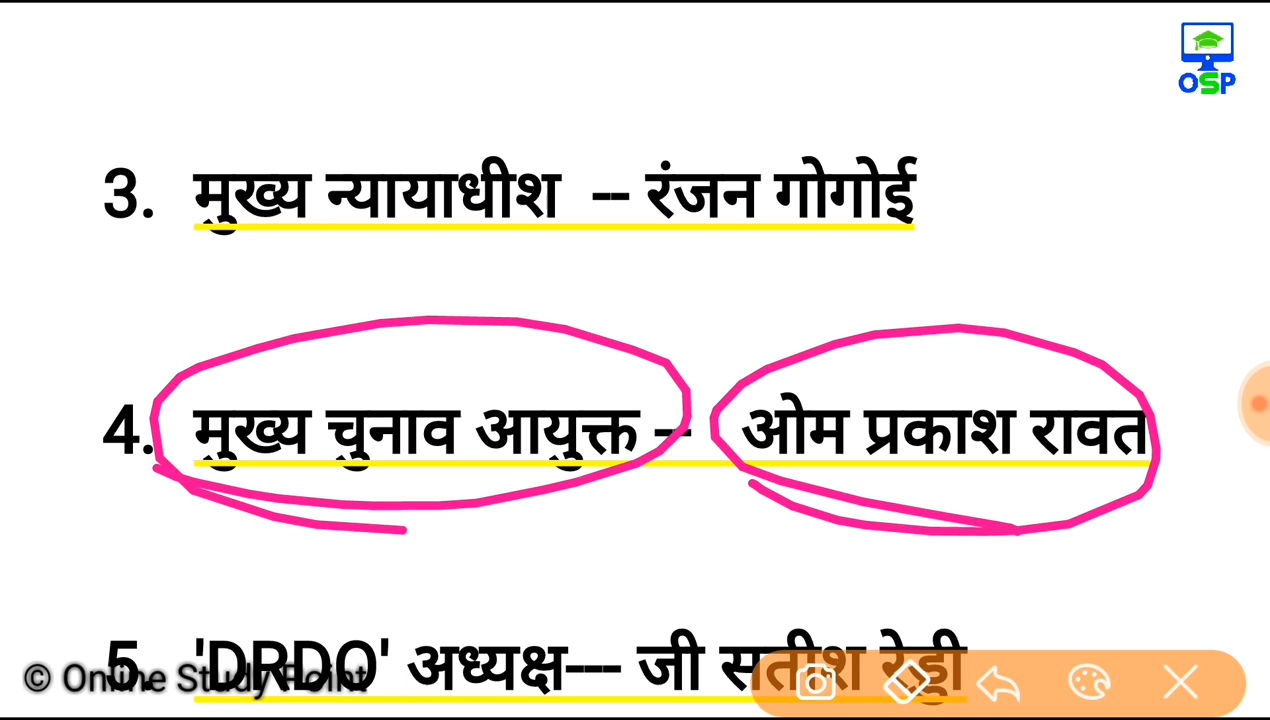 OSP
3. मुख्य न्यायाधीश -- रंजन गोगोई
4. मुख्य चुनाव आयुक्त -- ओम प्रकाश रावत
5. 'DRDO' अध्यक्ष--- जी सतीश रेड्डी
© Online Study Point